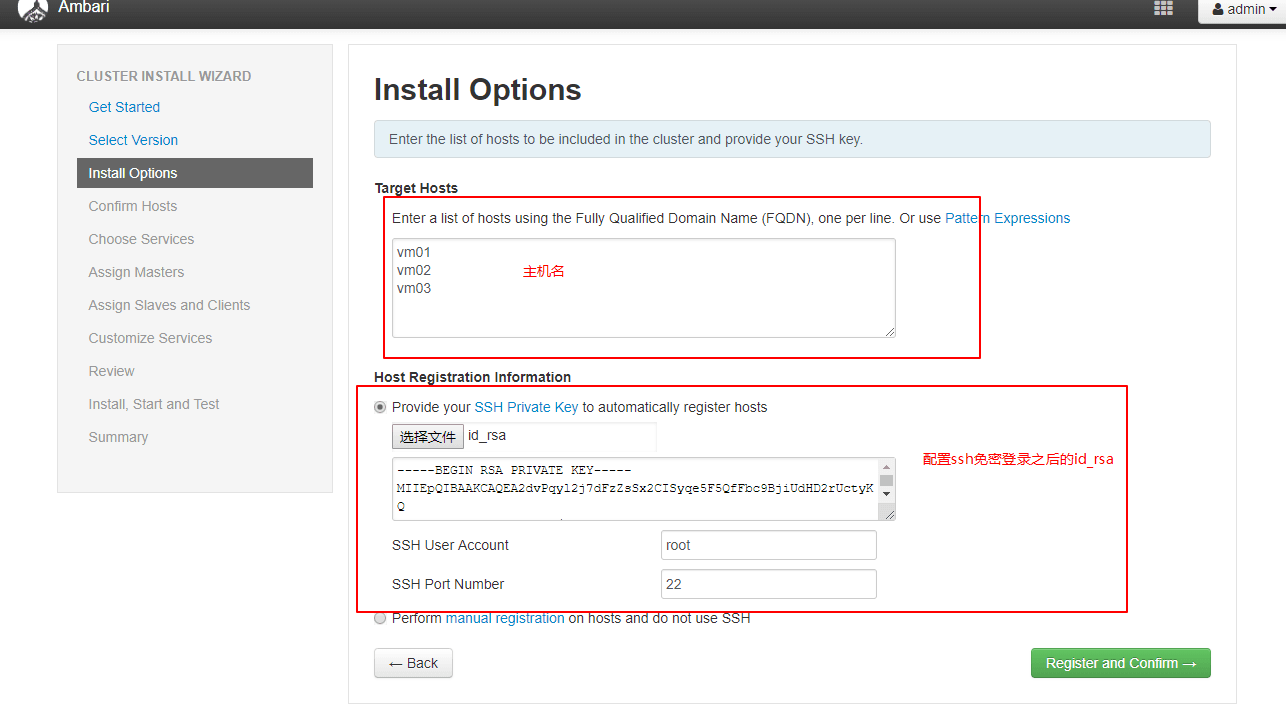 Ambari
admin
CLUSTER INSTALL WIZARD
Get Started
Select Version
Install Options
Confirm Hosts
Choose Services
Assign Masters
Assign Slaves and Clients
Customize Services
Review
Install, Start and Test
Summary
Install Options
Enter the list of hosts to be included in the cluster and provide your SSH key.
Target Hosts
Enter a list of hosts using the Fully Qualified Domain Name (FQDN), one per line. Or use Pattern Expressions
vm01
vm02
主机名
vm03
Host Registration Information
Provide your SSH Private Key to automatically register hosts
选择文件 id_rsa
-----BEGIN RSA PRIVATE KEY-----
MIIEpQIBAAKCAQEA2dvPqyl2j7dFzZsSx2CISyqe5F5QfFbc9BjiUdHD2rUctyK
Q
配置ssh免密登录之后的id_rsa
SSH User Account root
SSH Port Number 22
Perform manual registration on hosts and do not use SSH
← Back
Register and Confirm →